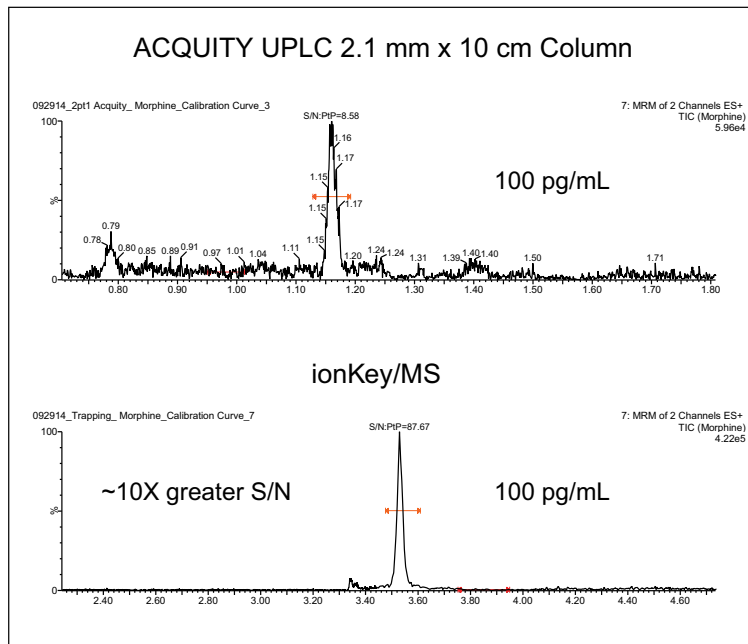 ACQUITY UPLC 2.1 mm x 10 cm Column
092914_2pt1 Acquity_ Morphine_Calibration Curve_3
7: MRM of 2 Channels ES+
TIC (Morphine)
5.96e4
S/N:PtP=8.58
100
%
0
1.16
1.17
1.15
1.17
1.15
1.15
100 pg/mL
0.79
0.78
0.80
0.85
0.89
0.91
0.97
1.01
1.04
1.11
1.20
1.24
1.24
1.31
1.39
1.40
1.40
1.50
1.71
0.80 0.90 1.00 1.10 1.20 1.30 1.40 1.50 1.60 1.70 1.80
ionKey/MS
092914_Trapping_ Morphine_Calibration Curve_7
7: MRM of 2 Channels ES+
TIC (Morphine)
4.22e5
S/N:PtP=87.67
100
%
0
~10X greater S/N
100 pg/mL
2.40 2.60 2.80 3.00 3.20 3.40 3.60 3.80 4.00 4.20 4.40 4.60